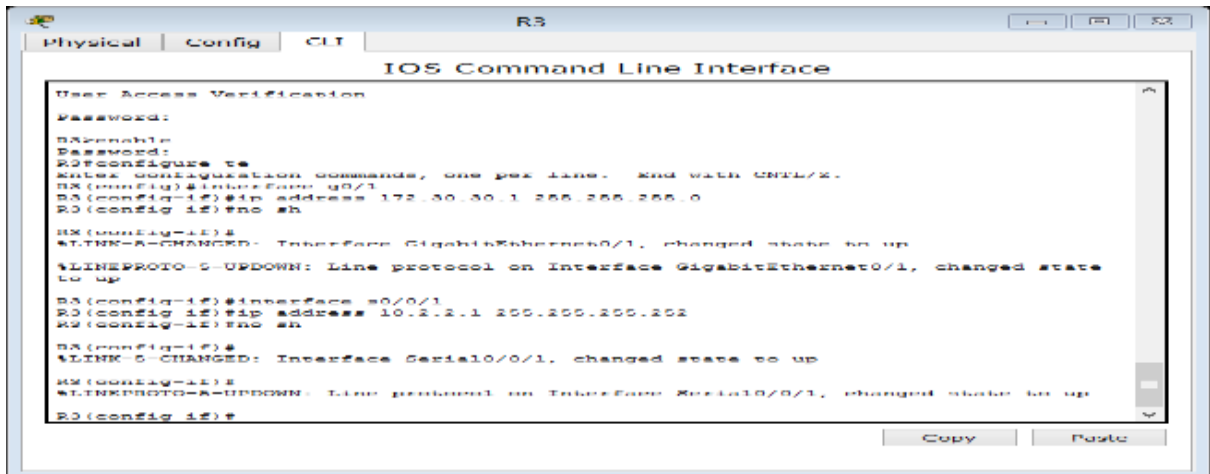 R3
Physical Config CLI
IOS Command Line Interface
User Access Verification
Password:
R3>enable
Password:
R3#configure te
Enter configuration commands, one per line.  End with CNTL/Z.
R3(config)#interface g0/1
R3(config-if)#ip address 172.30.30.1 255.255.255.0
R3(config-if)#no sh
R3(config-if)#
%LINK-5-CHANGED: Interface GigabitEthernet0/1, changed state to up
%LINEPROTO-5-UPDOWN: Line protocol on Interface GigabitEthernet0/1, changed state
to up
R3(config-if)#interface s0/0/1
R3(config-if)#ip address 10.2.2.1 255.255.255.252
R3(config-if)#no sh
R3(config-if)#
%LINK-5-CHANGED: Interface Serial0/0/1, changed state to up
R3(config-if)#
%LINEPROTO-5-UPDOWN: Line protocol on Interface Serial0/0/1, changed state to up
R3(config-if)#
Copy Paste